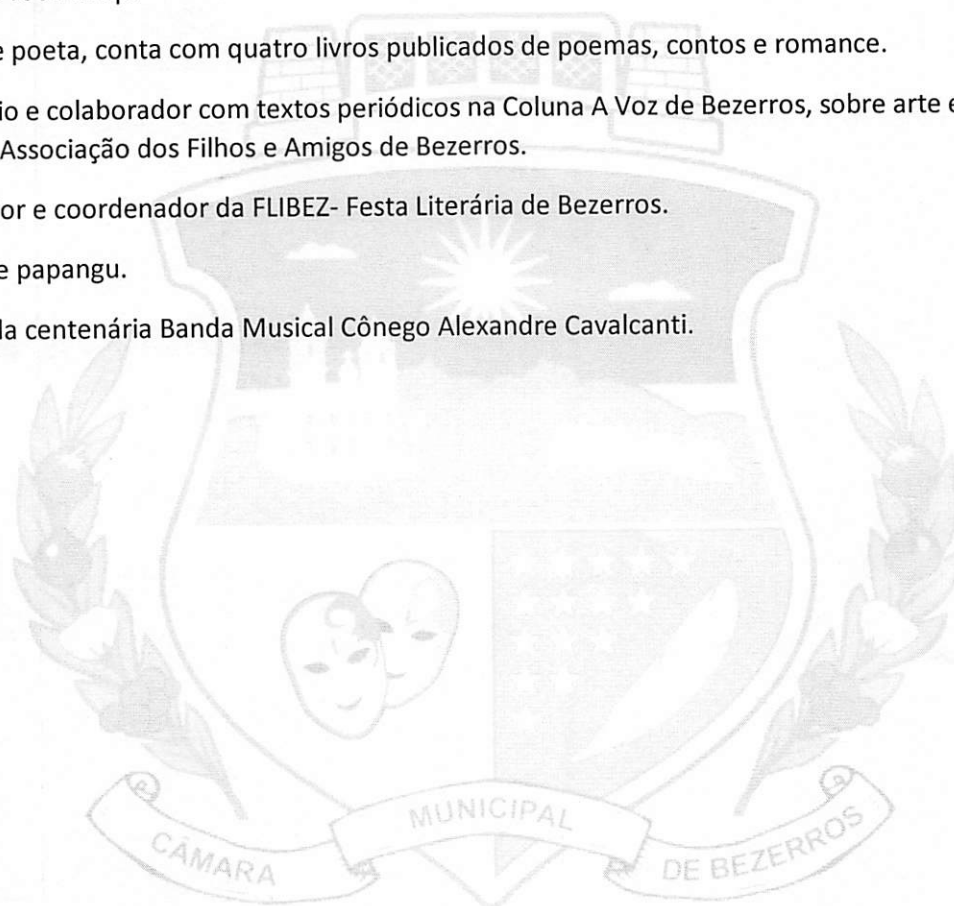 e poeta, conta com quatro livros publicados de poemas, contos e romance.
io e colaborador com textos periódicos na Coluna A Voz de Bezerros, sobre arte e
Associação dos Filhos e Amigos de Bezerros.
or e coordenador da FLIBEZ- Festa Literária de Bezerros.
e papangu.
la centenária Banda Musical Cônego Alexandre Cavalcanti.
CÂMARA MUNICIPAL DE BEZERROS